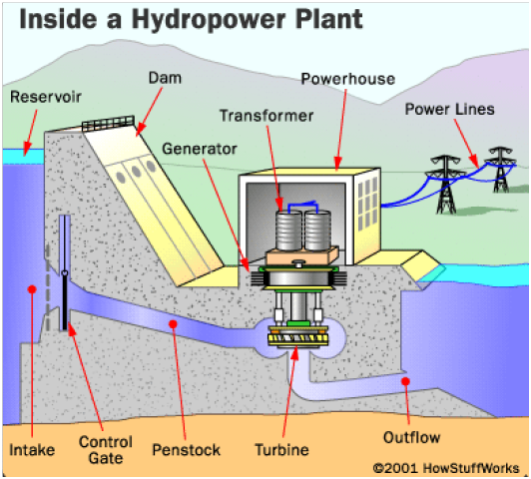 Inside a Hydropower Plant
Reservoir
Dam
Powerhouse
Transformer
Power Lines
Generator
Intake
Control
Gate
Penstock
Turbine
Outflow
©2001 HowStuffWorks